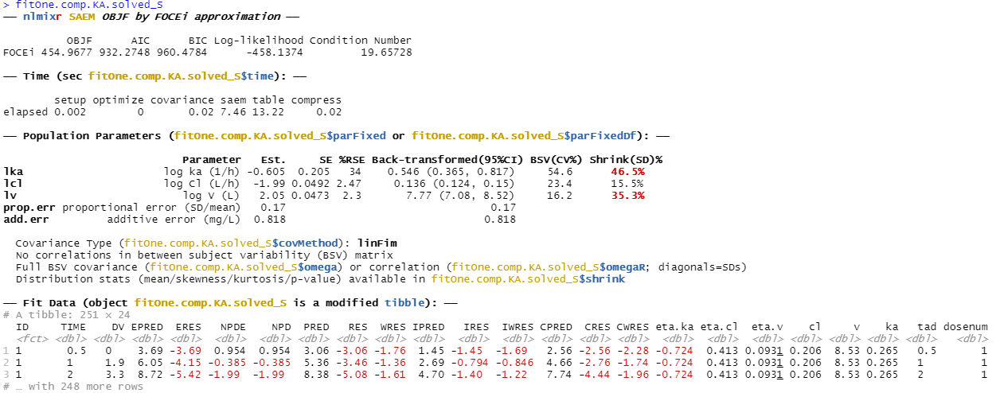 > fitOne.comp.KA.solved_S
── nlmixr SAEM OBJF by FOCEi approximation ──
OBJF AIC BIC Log-likelihood Condition Number
FOCEi 454.9677 932.2748 960.4784 -458.1374 19.65728
── Time (sec fitOne.comp.KA.solved_S$time): ──
setup optimize covariance saem table compress
elapsed 0.002 0 0.02 7.46 13.22 0.02
── Population Parameters (fitOne.comp.KA.solved_S$parFixed or fitOne.comp.KA.solved_S$parFixedDf): ──
Parameter Est. SE %RSE Back-transformed(95%CI) BSV(CV%) Shrink(SD)%
lka log ka (1/h) -0.605 0.205 34 0.546 (0.365, 0.817) 54.6 46.5%
lcl log Cl (L/h) -1.99 0.0492 2.47 0.136 (0.124, 0.15) 23.4 15.5%
lv log V (L) 2.05 0.0473 2.3 7.77 (7.08, 8.52) 16.2 35.3%
prop.err proportional error (SD/mean) 0.17 0.17
add.err additive error (mg/L) 0.818 0.818
Covariance Type (fitOne.comp.KA.solved_S$covMethod): linFim
No correlations in between subject variability (BSV) matrix
Full BSV covariance (fitOne.comp.KA.solved_S$omega) or correlation (fitOne.comp.KA.solved_S$omegaR; diagonals=SDs)
Distribution stats (mean/skewness/kurtosis/p-value) available in fitOne.comp.KA.solved_S$shrink
── Fit Data (object fitOne.comp.KA.solved_S is a modified tibble): ──
# A tibble: 251 × 24
ID TIME DV EPRED ERES NPDE NPD PRED RES WRES IPRED IRES IWRES CPRED CRES CWRES eta.ka eta.cl eta.v cl v ka tad dosenum
<fct> <dbl> <dbl> <dbl> <dbl> <dbl> <dbl> <dbl> <dbl> <dbl> <dbl> <dbl> <dbl> <dbl> <dbl> <dbl> <dbl> <dbl> <dbl> <dbl> <dbl> <dbl> <dbl> <dbl>
1 1 0.5 0 3.69 -3.69 0.954 0.954 3.06 -3.06 -1.76 1.45 -1.45 -1.69 2.56 -2.56 -2.28 -0.724 0.413 0.0931 0.206 8.53 0.265 0.5 1
2 1 1 1.9 6.05 -4.15 -0.385 -0.385 5.36 -3.46 -1.36 2.69 -0.794 -0.846 4.66 -2.76 -1.74 -0.724 0.413 0.0931 0.206 8.53 0.265 1 1
3 1 2 3.3 8.72 -5.42 -1.99 -1.99 8.38 -5.08 -1.61 4.70 -1.40 -1.22 7.74 -4.44 -1.96 -0.724 0.413 0.0931 0.206 8.53 0.265 2 1
# … with 248 more rows